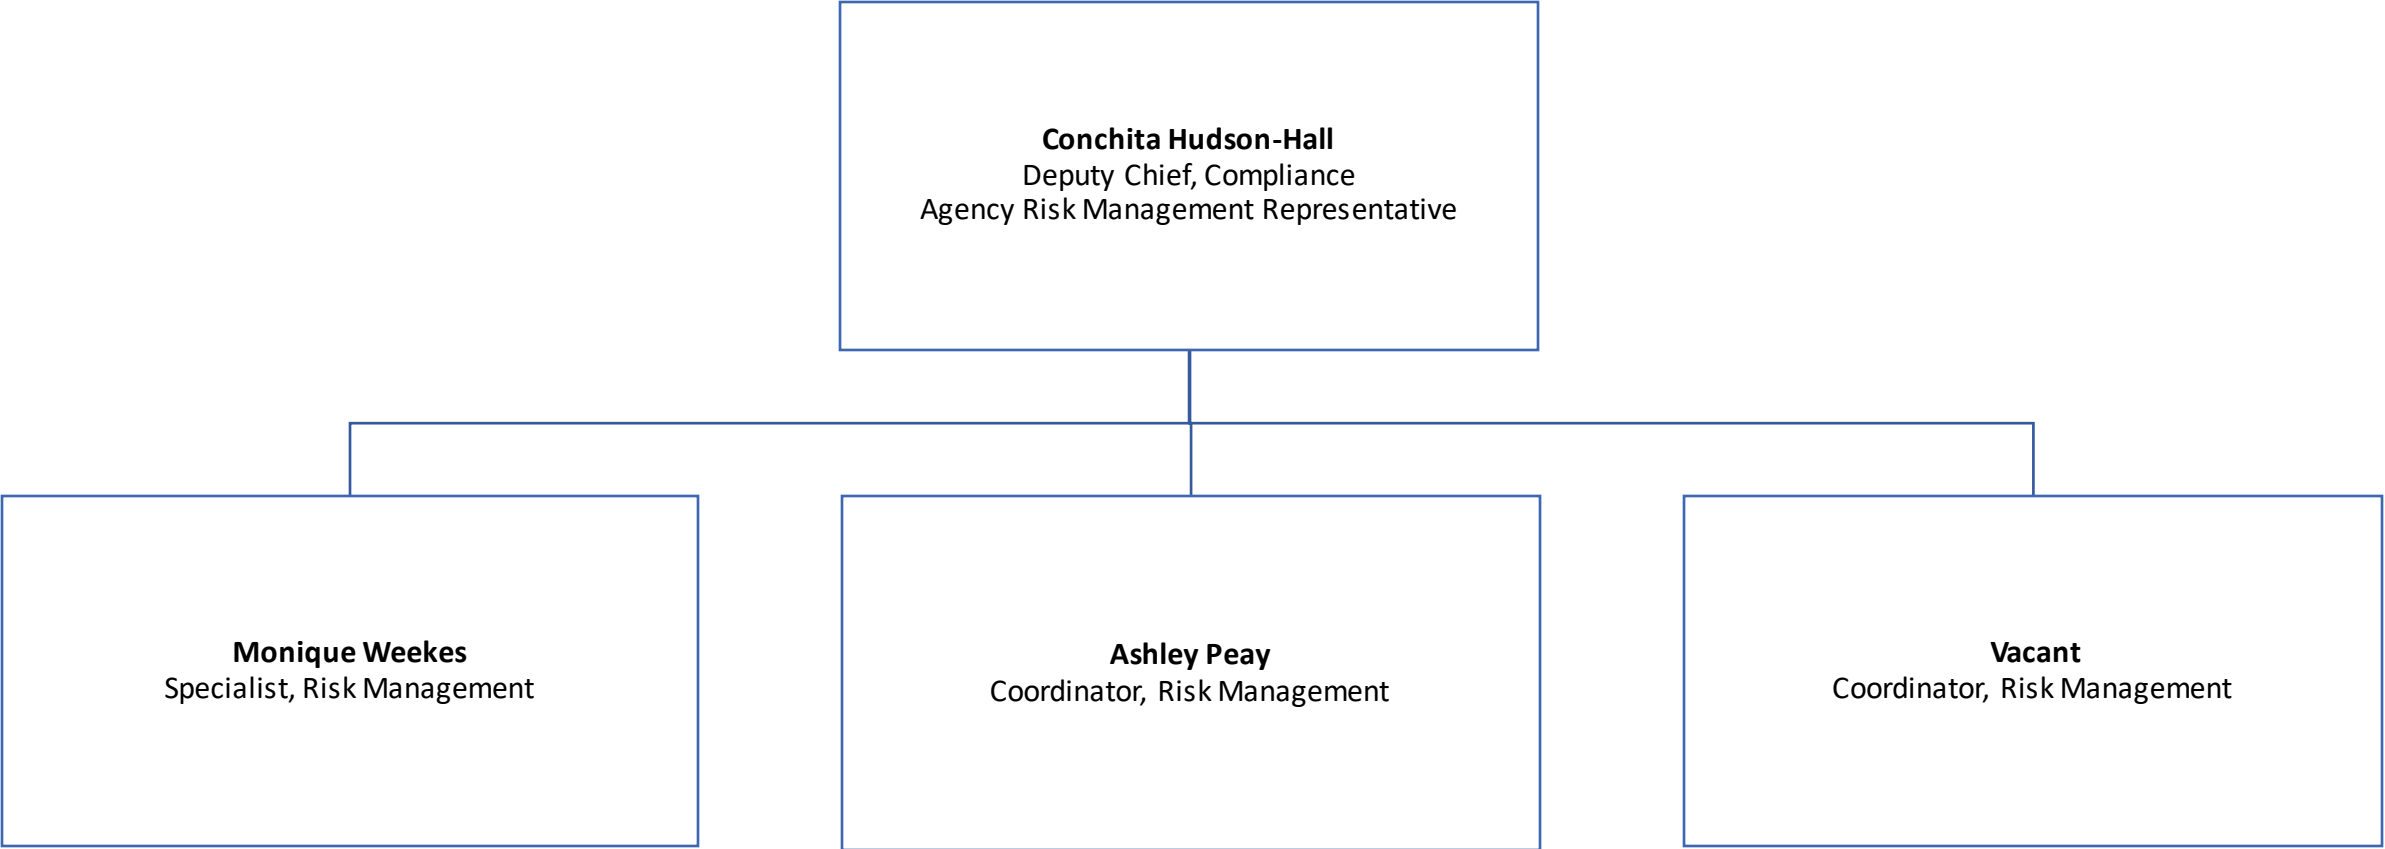 Conchita Hudson-Hall
Deputy Chief, Compliance
Agency Risk Management Representative
Monique Weekes
Specialist, Risk Management
Ashley Peay
Coordinator, Risk Management
Vacant
Coordinator, Risk Management